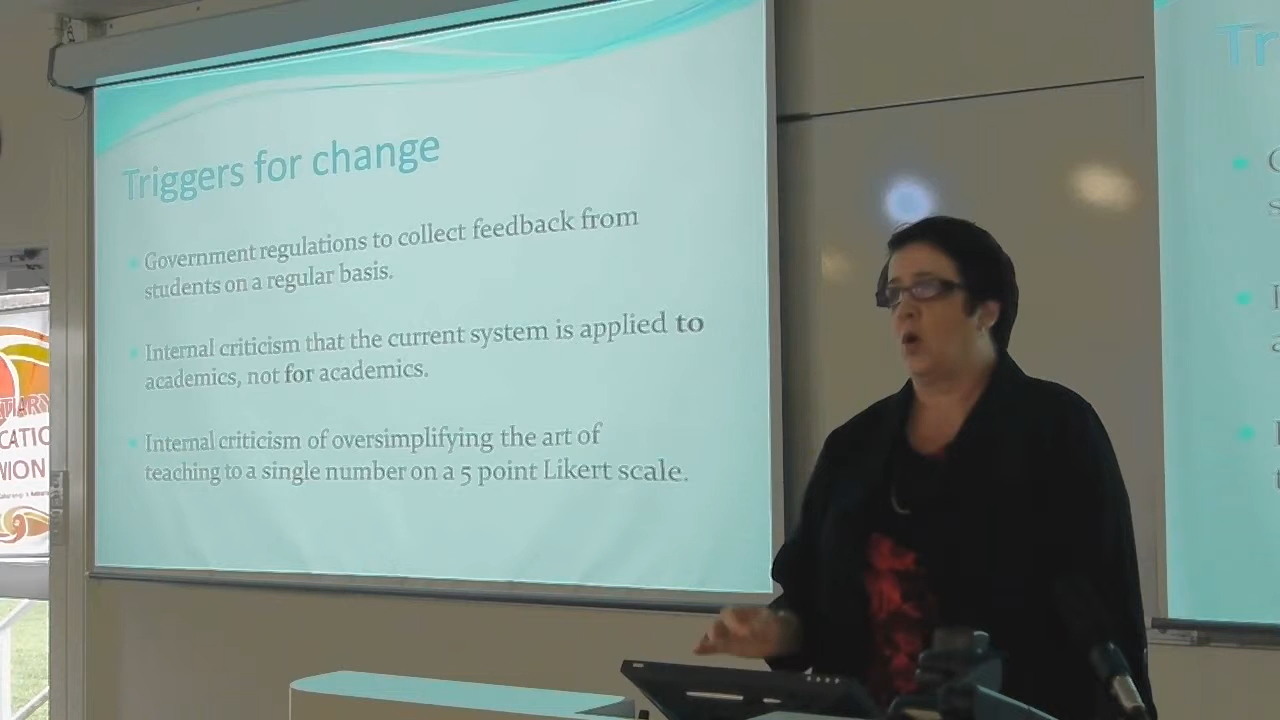 Triggers for change
Government regulations to collect feedback from
students on a regular basis.
Internal criticism that the current system is applied to
academics, not for academics.
Internal criticism of oversimplifying the art of
teaching to a single number on a 5 point Likert scale.
Tr